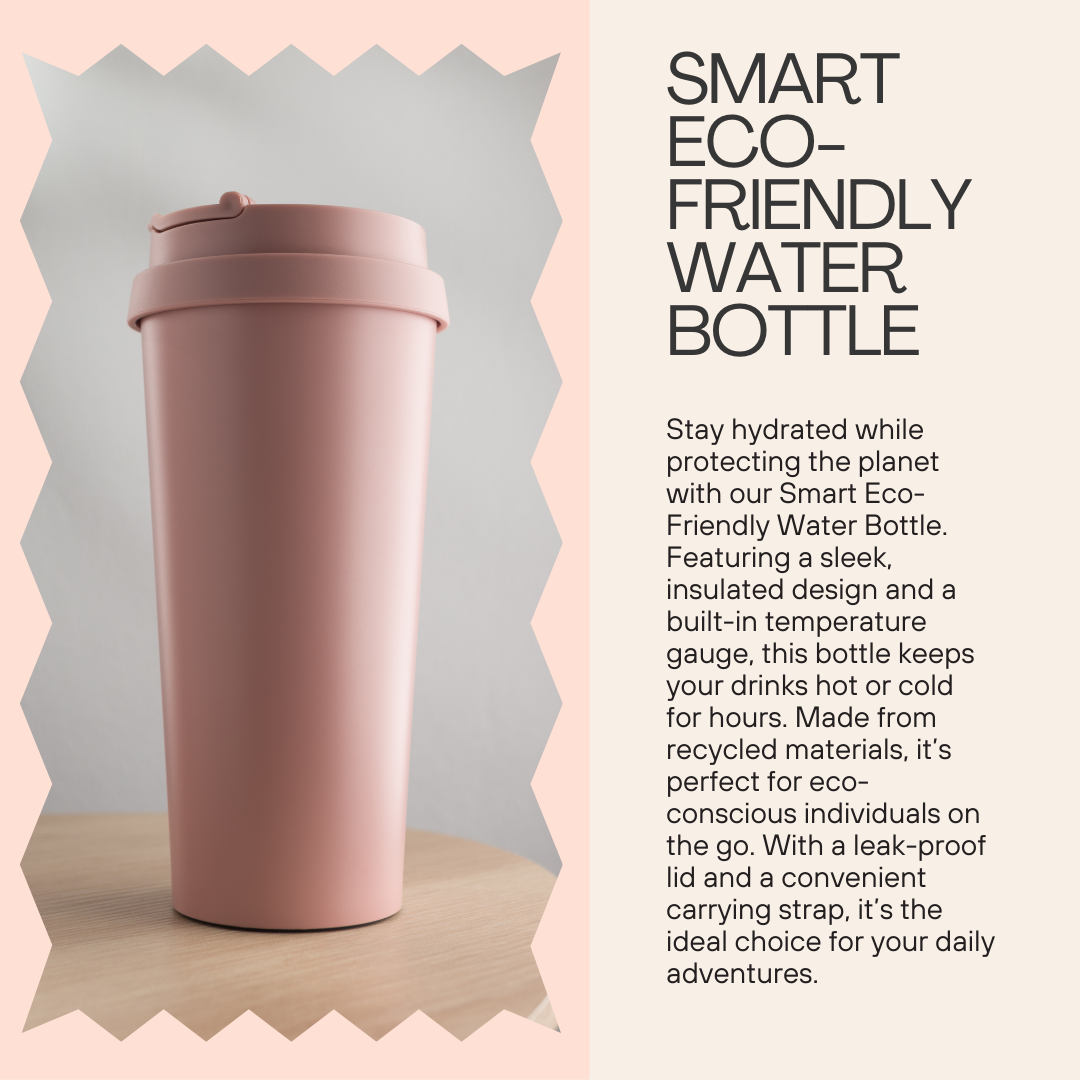 SMART
ECO-
FRIENDLY
WATER
BOTTLE
Stay hydrated while
protecting the planet
with our Smart Eco-
Friendly Water Bottle.
Featuring a sleek,
insulated design and a
built-in temperature
gauge, this bottle keeps
your drinks hot or cold
for hours. Made from
recycled materials, it’s
perfect for eco-
conscious individuals on
the go. With a leak-proof
lid and a convenient
carrying strap, it’s the
ideal choice for your daily
adventures.